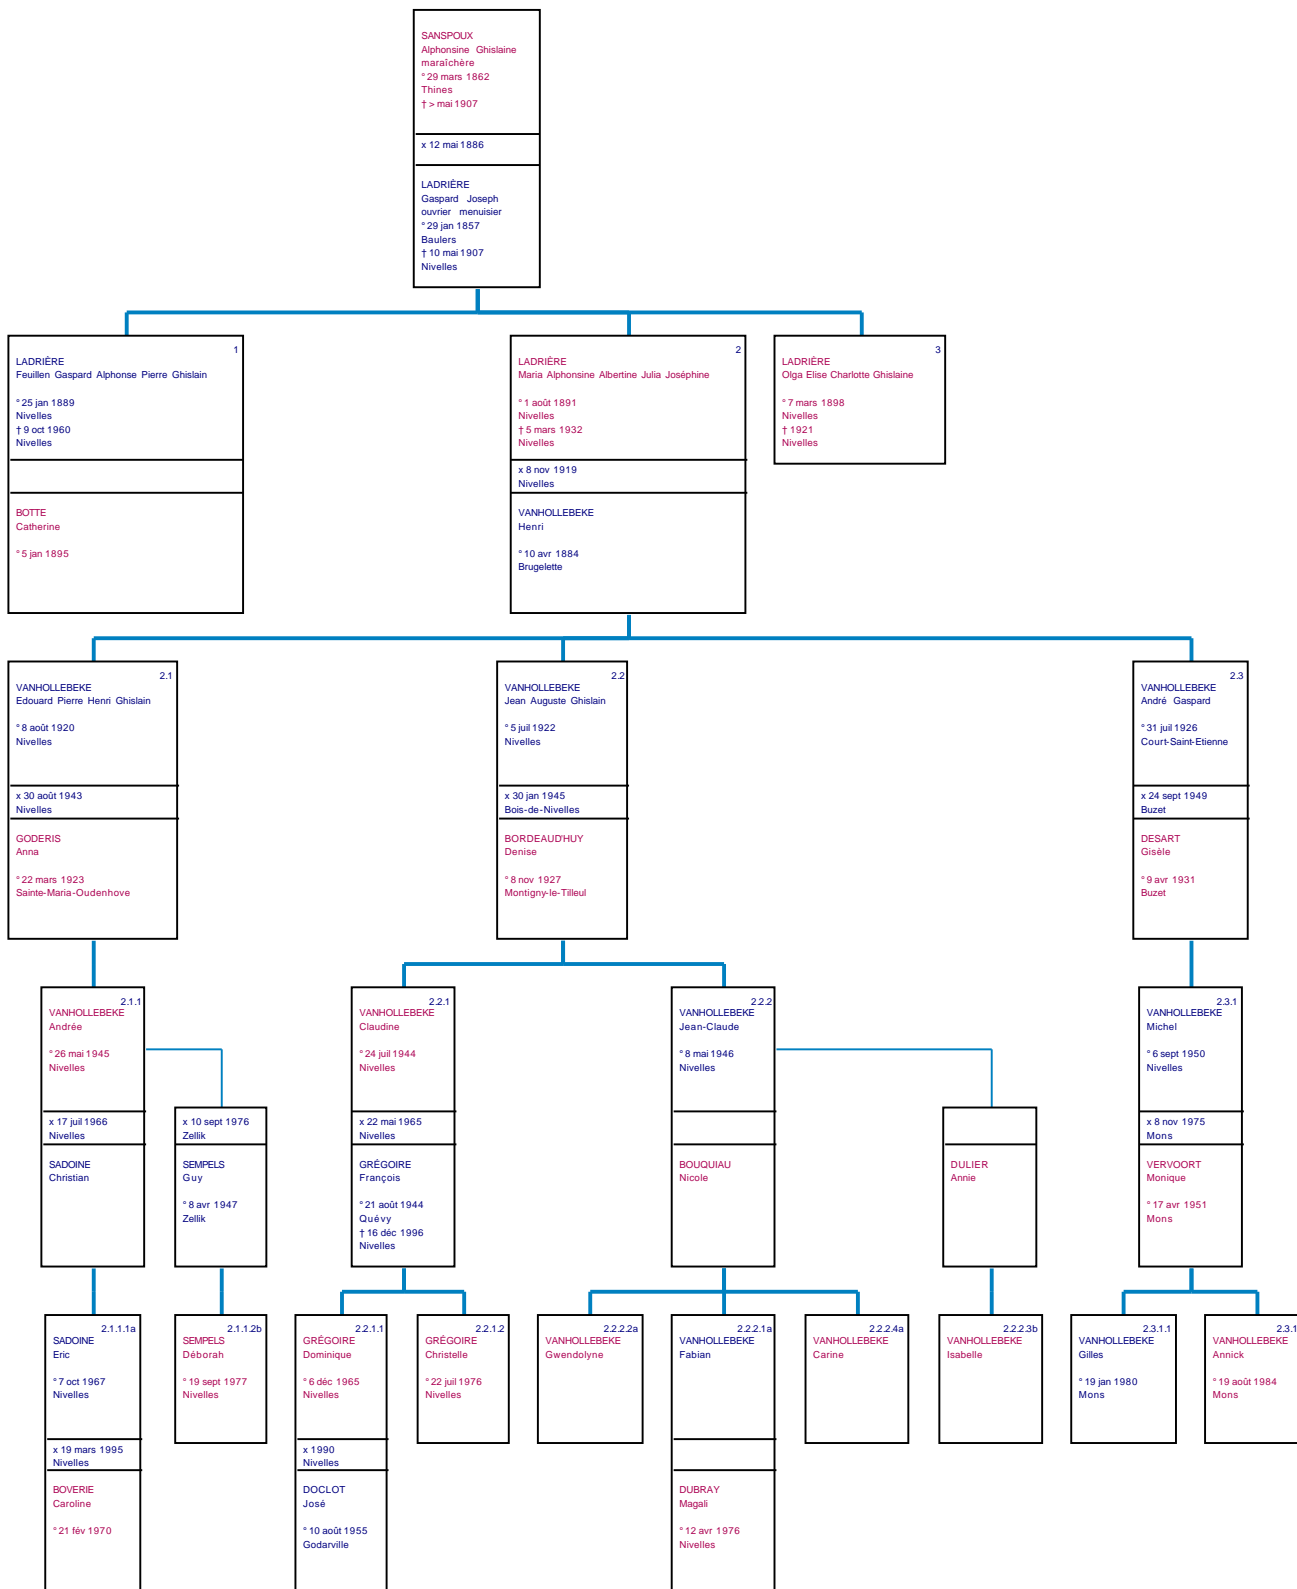 SANSPOUX
Alphonsine Ghislaine
maraîchère
° 29 mars 1862
Thines
† > mai 1907
x 12 mai 1886
LADRIÈRE
Gaspard Joseph
ouvrier menuisier
° 29 jan 1857
Baulers
† 10 mai 1907
Nivelles
1
LADRIÈRE
Feuillen Gaspard Alphonse Pierre Ghislain
° 25 jan 1889
Nivelles
† 9 oct 1960
Nivelles
BOTTE
Catherine
° 5 jan 1895
2
LADRIÈRE
Maria Alphonsine Albertine Julia Joséphine
° 1 août 1891
Nivelles
† 5 mars 1932
Nivelles
x 8 nov 1919
Nivelles
VANHOLLEBEKE
Henri
° 10 avr 1884
Brugelette
3
LADRIÈRE
Olga Elise Charlotte Ghislaine
° 7 mars 1898
Nivelles
† 1921
Nivelles
2.1
VANHOLLEBEKE
Edouard Pierre Henri Ghislain
° 8 août 1920
Nivelles
x 30 août 1943
Nivelles
GODERIS
Anna
° 22 mars 1923
Sainte-Maria-Oudenhove
2.2
VANHOLLEBEKE
Jean Auguste Ghislain
° 5 juil 1922
Nivelles
x 30 jan 1945
Bois-de-Nivelles
BORDEAUD'HUY
Denise
° 8 nov 1927
Montigny-le-Tilleul
2.3
VANHOLLEBEKE
André Gaspard
° 31 juil 1926
Court-Saint-Etienne
x 24 sept 1949
Buzet
DESART
Gisèle
° 9 avr 1931
Buzet
2.1.1
VANHOLLEBEKE
Andrée
° 26 mai 1945
Nivelles
x 17 juil 1966
Nivelles
SADOINE
Christian
x 10 sept 1976
Zellik
SEMPELS
Guy
° 8 avr 1947
Zellik
2.2.1
VANHOLLEBEKE
Claudine
° 24 juil 1944
Nivelles
x 22 mai 1965
Nivelles
GRÉGOIRE
François
° 21 août 1944
Quévy
† 16 déc 1996
Nivelles
2.2.2
VANHOLLEBEKE
Jean-Claude
° 8 mai 1946
Nivelles
BOUQUIAU
Nicole
DULIER
Annie
2.3.1
VANHOLLEBEKE
Michel
° 6 sept 1950
Nivelles
x 8 nov 1975
Mons
VERVOORT
Monique
° 17 avr 1951
Mons
2.1.1.1a
SADOINE
Eric
° 7 oct 1967
Nivelles
x 19 mars 1995
Nivelles
BOVERIE
Caroline
° 21 fév 1970
2.1.1.2b
SEMPELS
Déborah
° 19 sept 1977
Nivelles
2.2.1.1
GRÉGOIRE
Dominique
° 6 déc 1965
Nivelles
x 1990
Nivelles
DOCLOT
José
° 10 août 1955
Godarville
2.2.1.2
GRÉGOIRE
Christelle
° 22 juil 1976
Nivelles
2.2.2.2a
VANHOLLEBEKE
Gwendolyne
2.2.2.1a
VANHOLLEBEKE
Fabian
DUBRAY
Magali
° 12 avr 1976
Nivelles
2.2.2.4a
VANHOLLEBEKE
Carine
2.2.2.3b
VANHOLLEBEKE
Isabelle
2.3.1.1
VANHOLLEBEKE
Gilles
° 19 jan 1980
Mons
2.3.1
VANHOLLEBEKE
Annick
° 19 août 1984
Mons